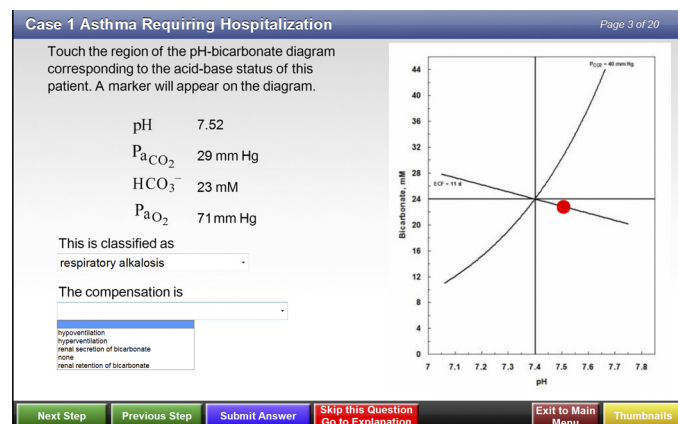 Case 1 Asthma Requiring Hospitalization
Page 3 of 20
Touch the region of the pH-bicarbonate diagram
corresponding to the acid-base status of this
patient. A marker will appear on the diagram.
pH 7.52
PaCO2 29 mm Hg
HCO3− 23 mM
PaO2 71 mm Hg
This is classified as
respiratory alkalosis
The compensation is
hypoventilation
hyperventilation
renal secretion of bicarbonate
none
renal retention of bicarbonate
PCO2 = 40 mm Hg
ECF = 11 sl
Bicarbonate, mM
44
40
36
32
28
24
20
16
12
8
4
0
7 7.1 7.2 7.3 7.4 7.5 7.6 7.7 7.8
pH
Next Step
Previous Step
Submit Answer
Skip this Question
Go to Explanation
Exit to Main
Menu
Thumbnails